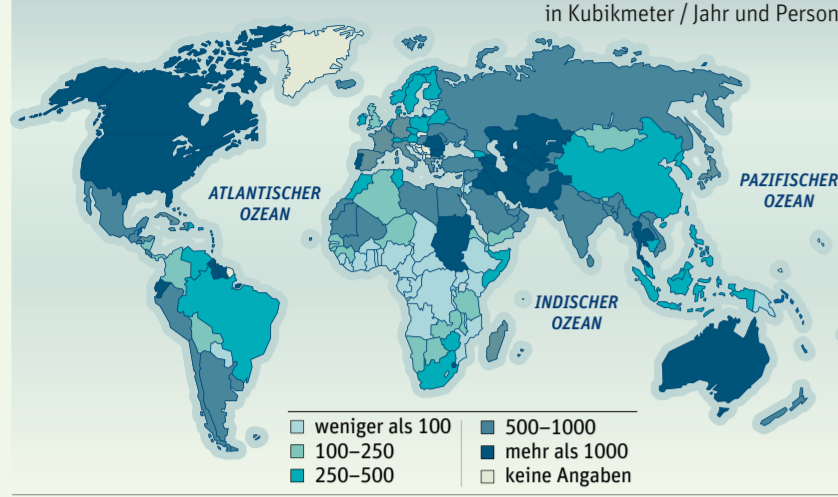 in Kubikmeter / Jahr und Person
ATLANTISCHER
OZEAN
PAZIFISCHER
OZEAN
INDISCHER
OZEAN
weniger als 100
100–250
250–500
500–1000
mehr als 1000
keine Angaben